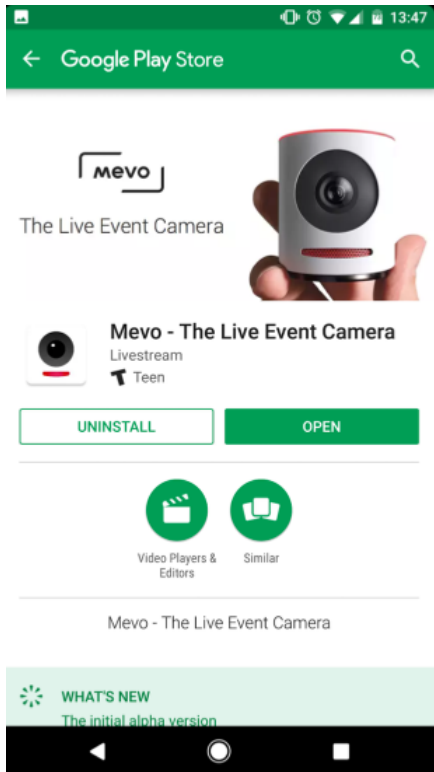 13:47
Google Play Store
mevo
The Live Event Camera
Mevo - The Live Event Camera
Livestream
Teen
UNINSTALL
OPEN
Video Players &
Editors
Similar
Mevo - The Live Event Camera
WHAT'S NEW
The initial alpha version